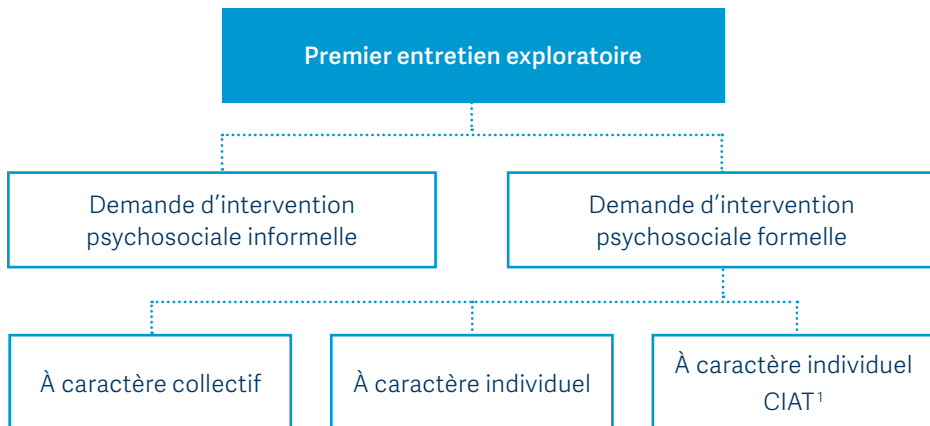 Premier entretien exploratoire
Demande d'intervention
psychosociale informelle
Demande d'intervention
psychosociale formelle
À caractère collectif
À caractère individuel
À caractère individuel
CIAT¹